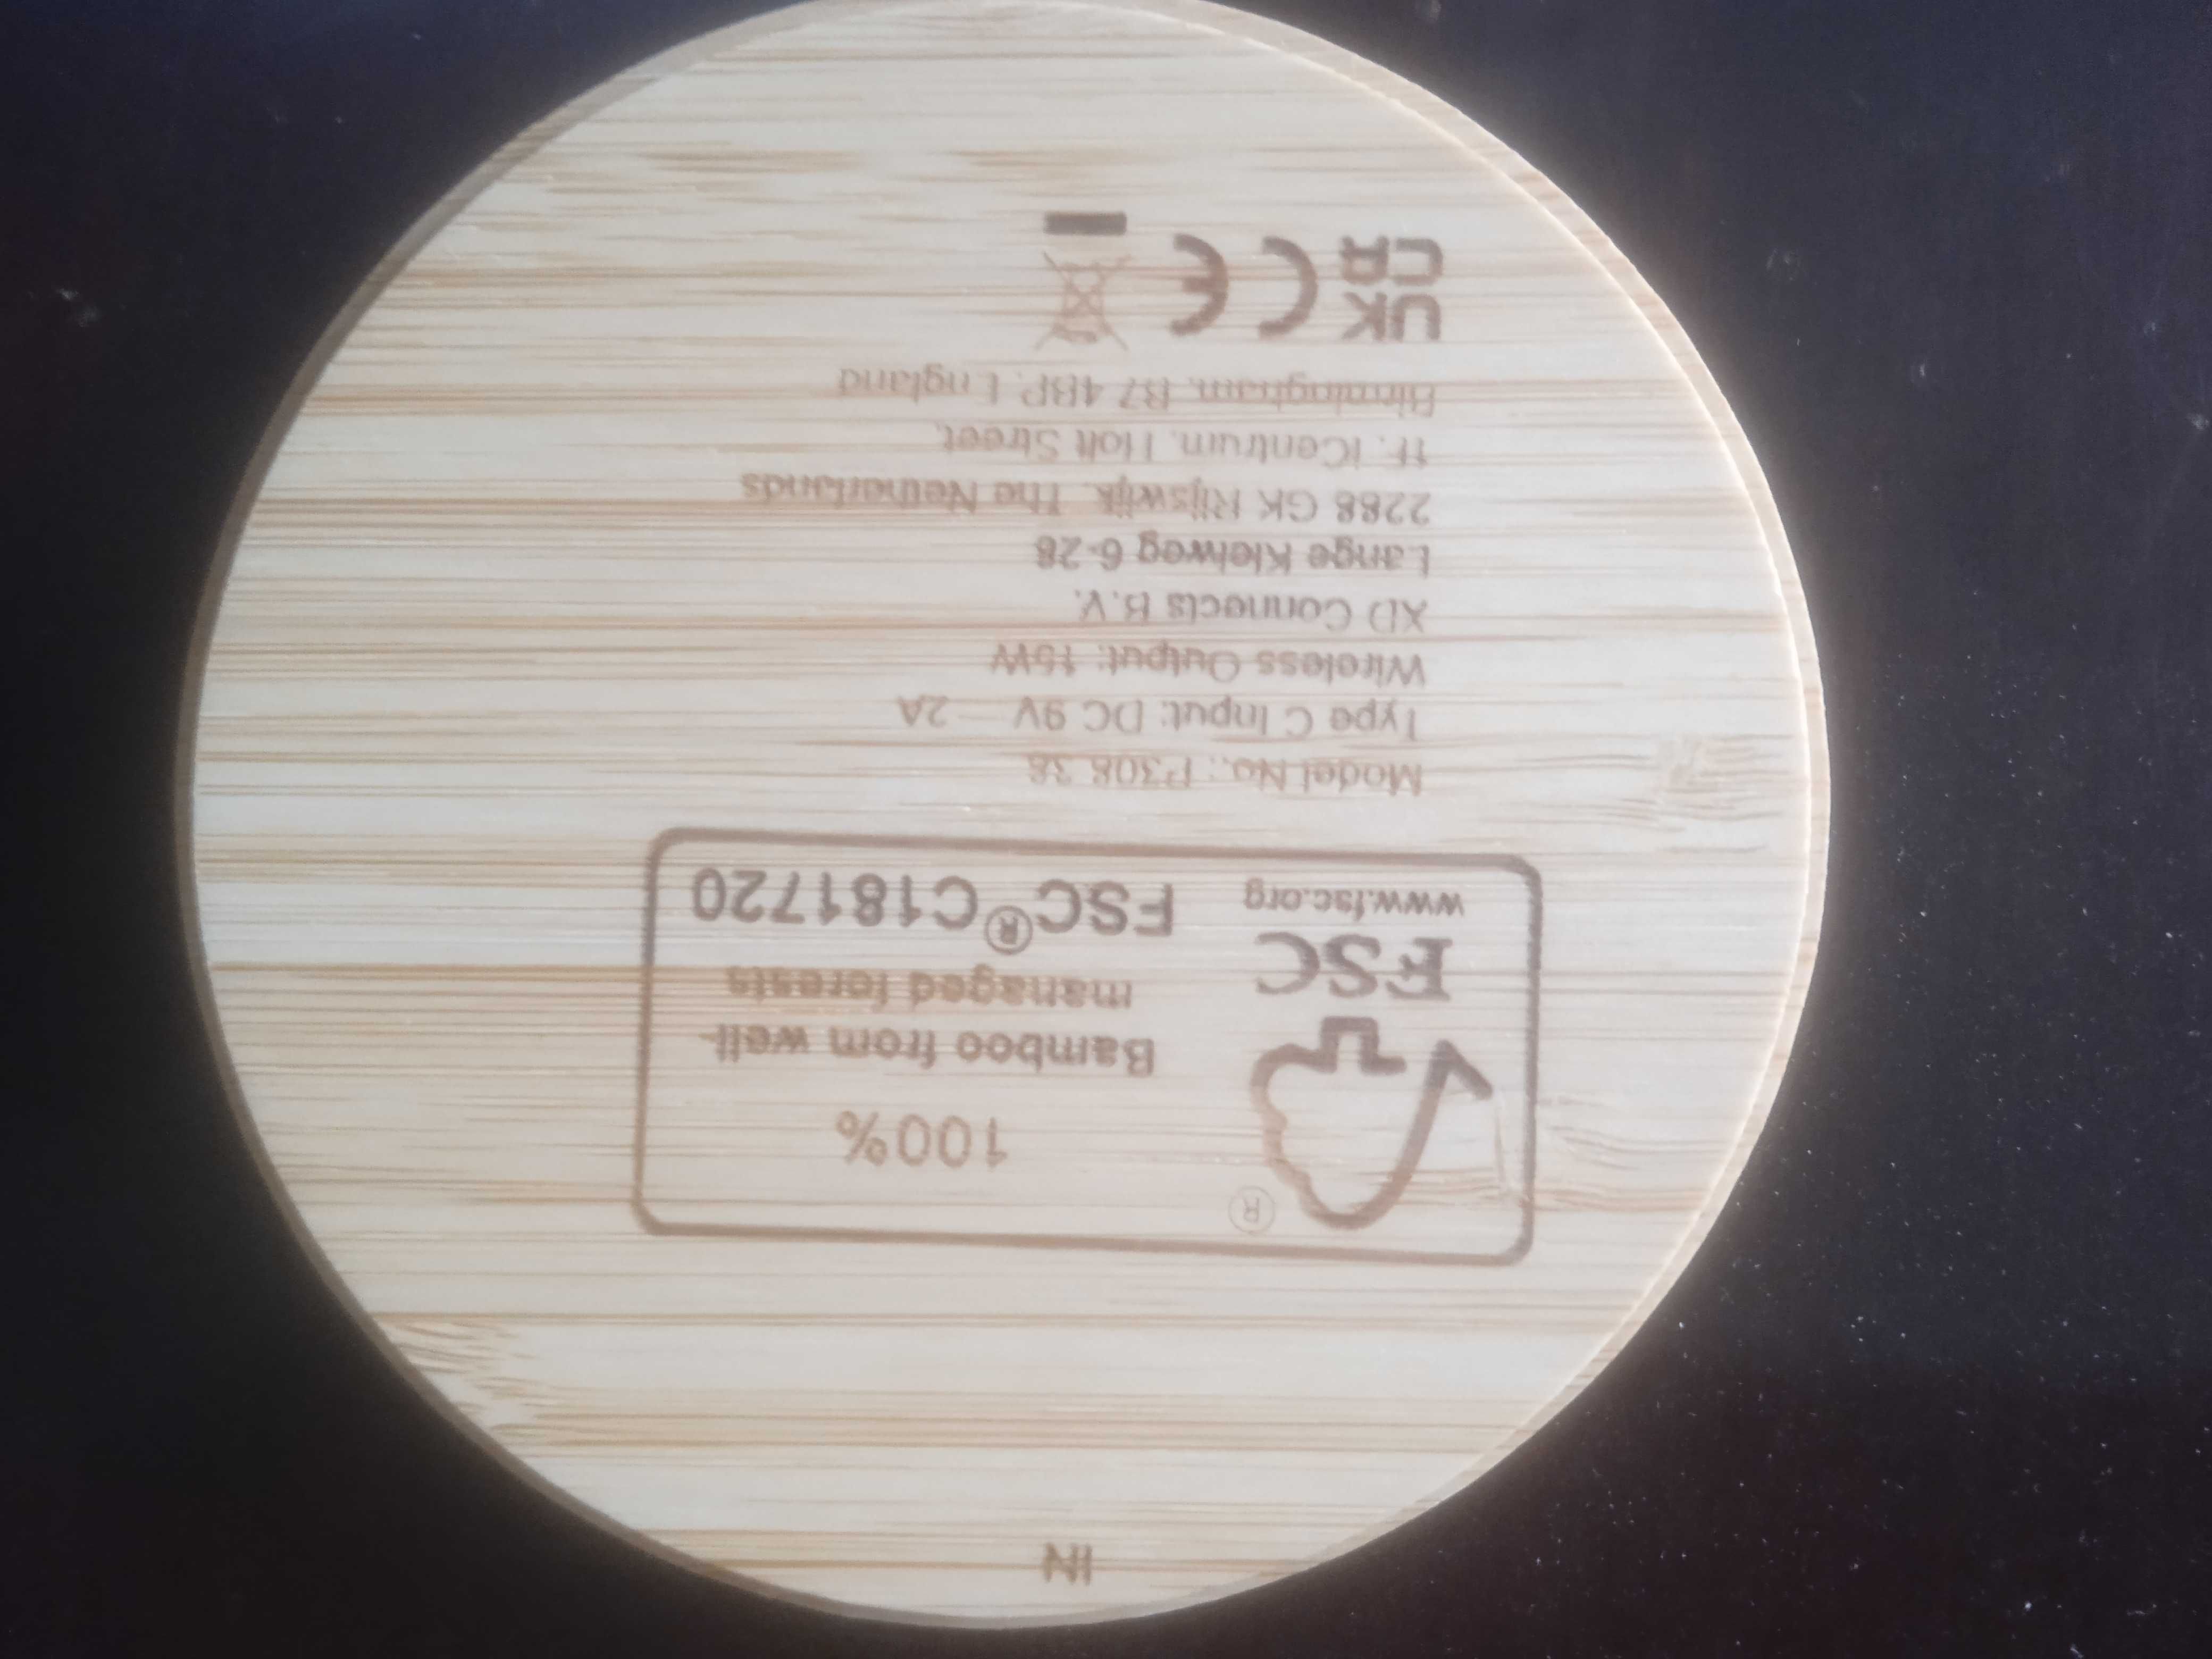 IN
®
100%
Bamboo from well-
managed forests
FSC® C181720
FSC
www.fsc.org
Model No.: P308.38
Type C Input: DC 9V 2A
Wireless Output: 15W
XD Connects B.V.
Lange Kleiweg 6-28
2288 GK Rijswijk. The Netherlands
1F, iCentrum, Holt Street,
Birmingham, B7 4BP, England
UK
CA
CE